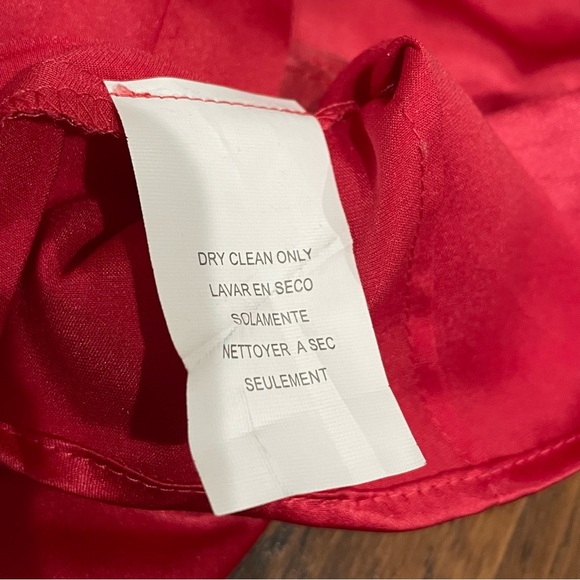 DRY CLEAN ONLY
LAVAR EN SECO
SOLAMENTE
NETTOYER A SEC
SEULEMENT